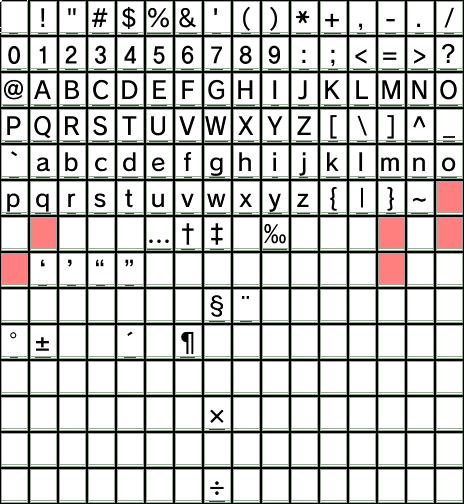 ! " # $ % & ' ( ) * + , - . /
0 1 2 3 4 5 6 7 8 9 : ; < = > ?
@ A B C D E F G H I J K L M N O
P Q R S T U V W X Y Z [ \ ] ^ _
` a b c d e f g h i j k l m n o
p q r s t u v w x y z { | } ~
… † ‡ ‰
‘ ’ “ ”
§ ¨
° ± ´ ¶
×
÷